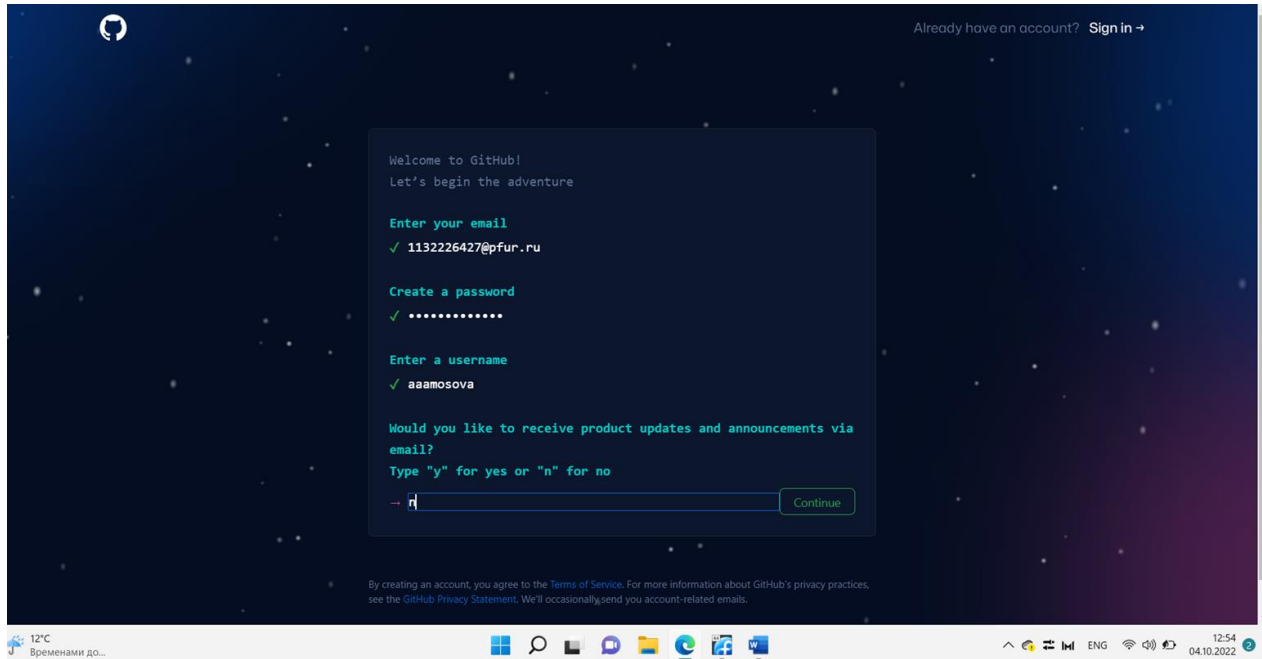 Already have an account? Sign in →
Welcome to GitHub!
Let's begin the adventure
Enter your email
✓ 1132226427@pfur.ru
Create a password
✓ •••••••••••••
Enter a username
✓ aaamosova
Would you like to receive product updates and announcements via
email?
Type "y" for yes or "n" for no
→ n
Continue
By creating an account, you agree to the Terms of Service. For more information about GitHub's privacy practices,
see the GitHub Privacy Statement. We'll occasionally send you account-related emails.
12°C
Временами до...
ENG
12:54
04.10.2022
2